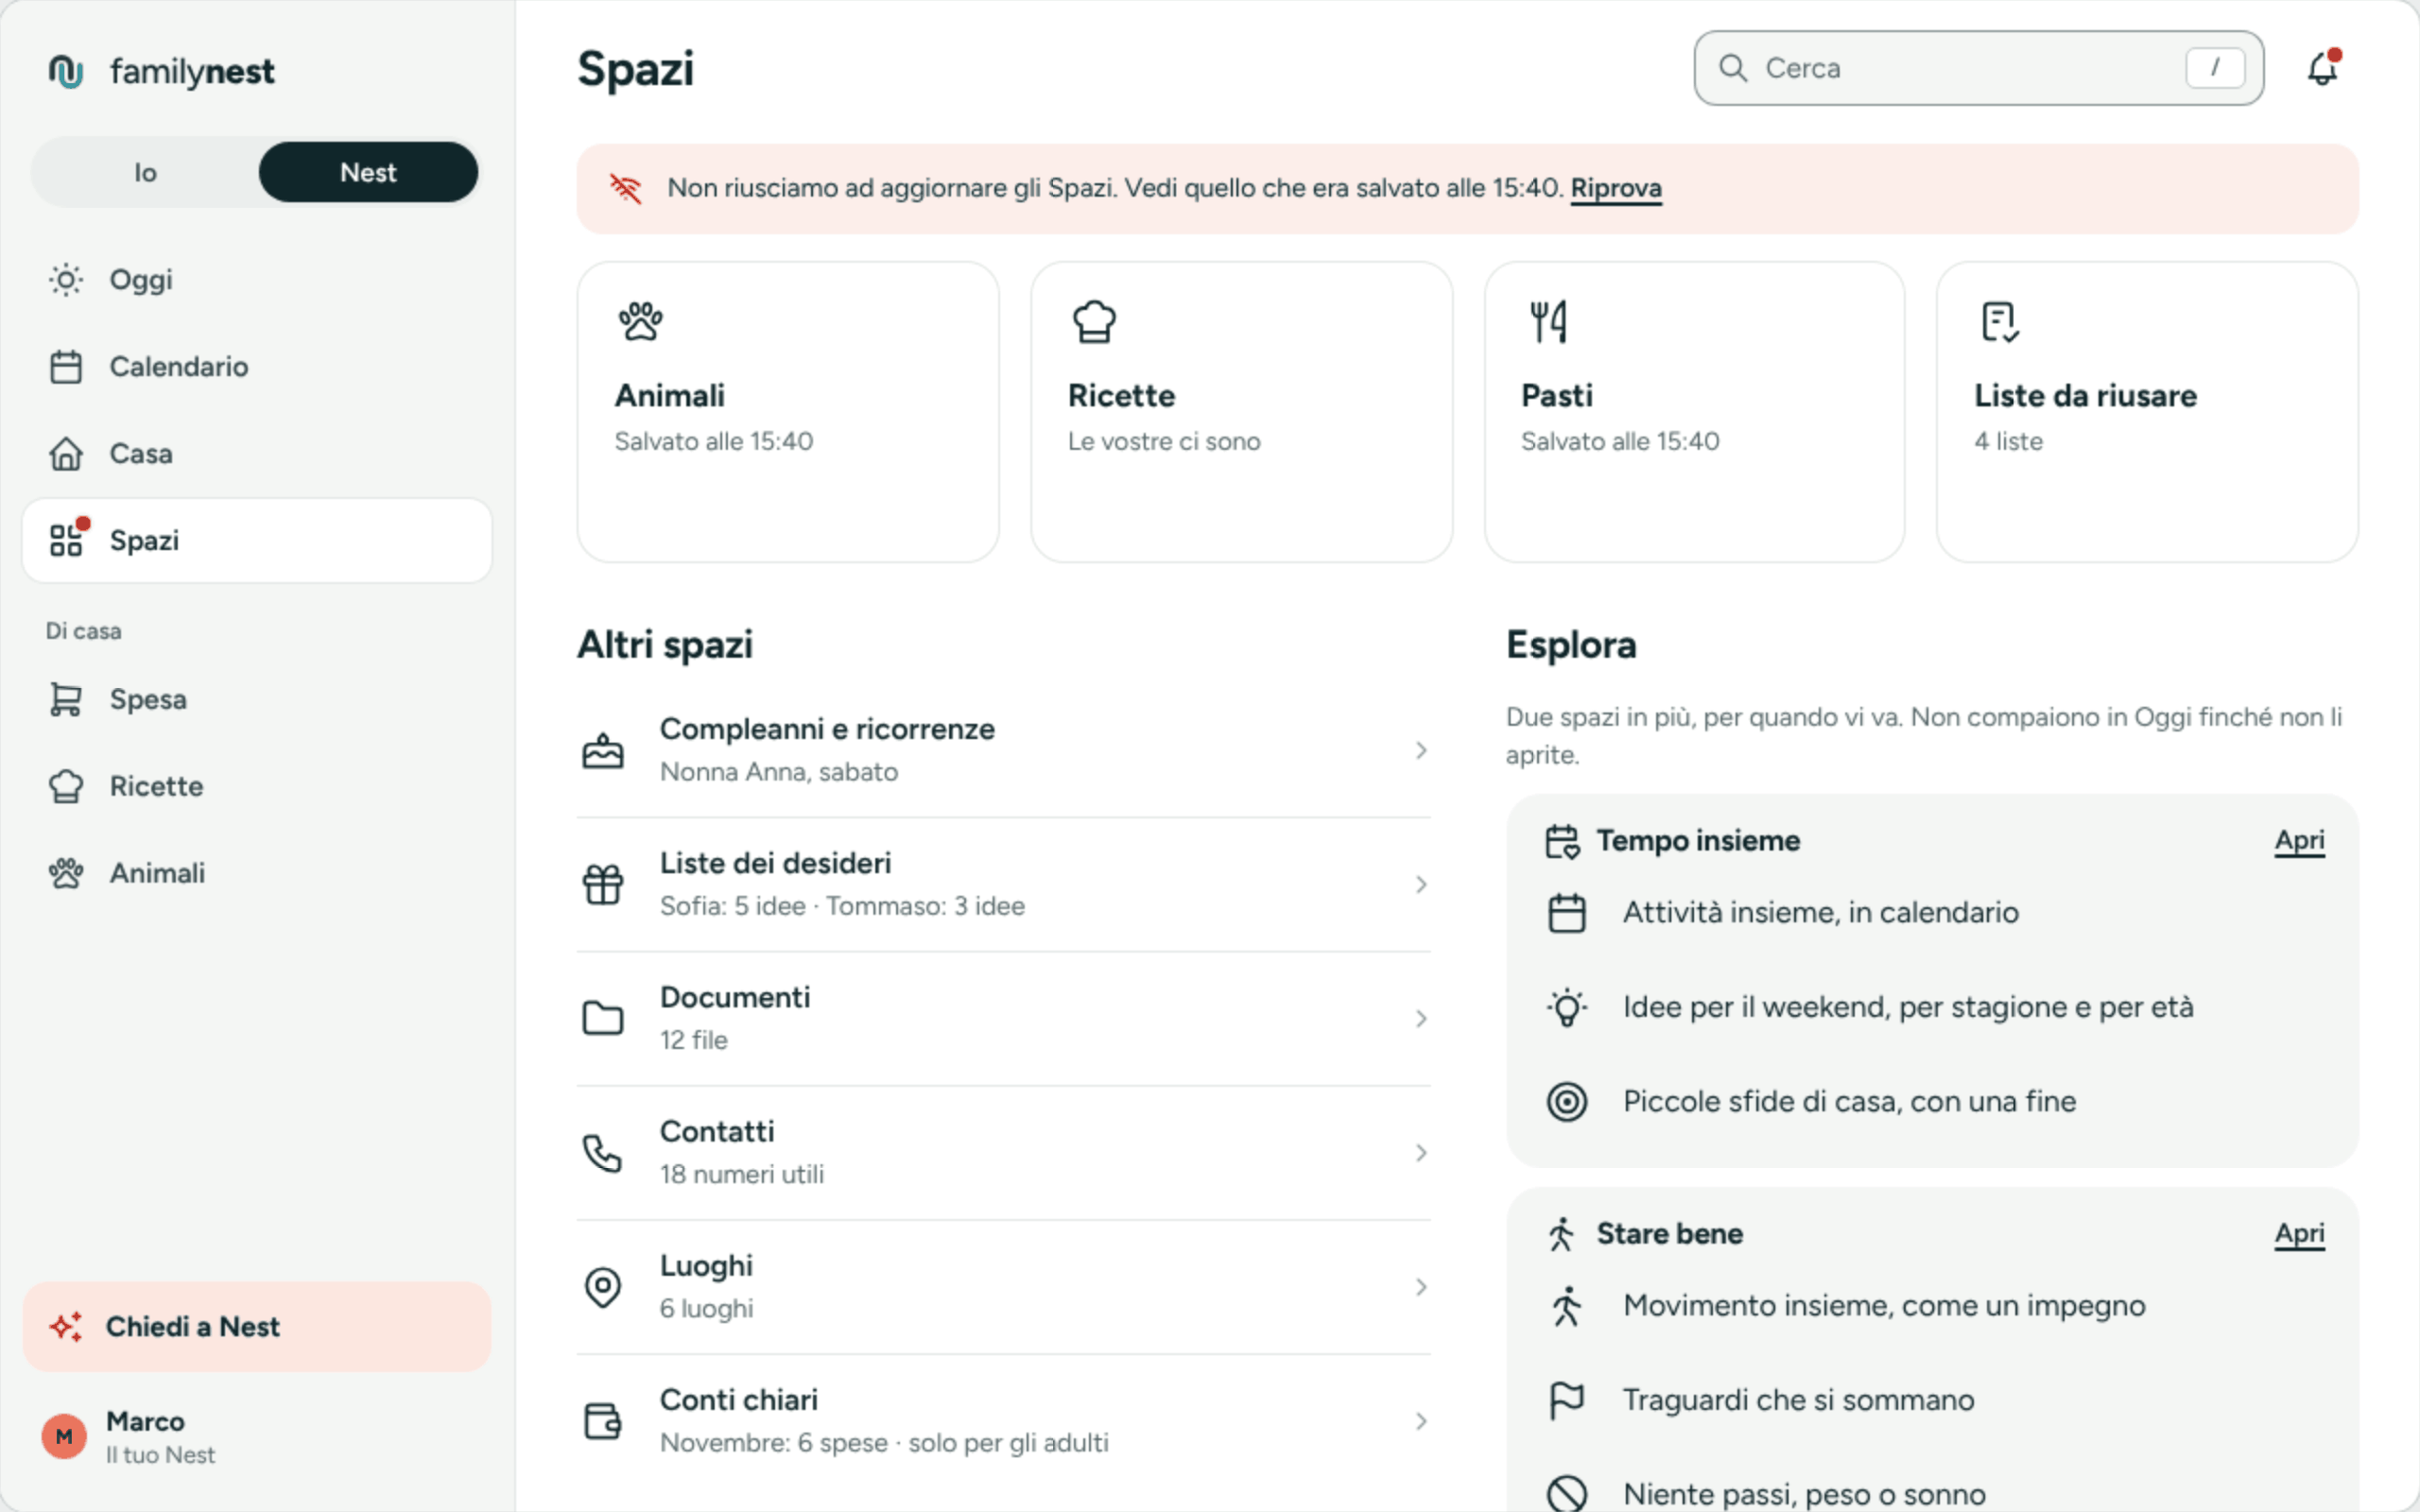 familynest
Io
Nest
Oggi
Calendario
Casa
Spazi
Di casa
Spesa
Ricette
Animali
Chiedi a Nest
M
Marco
Il tuo Nest
Spazi
Cerca
/
Non riusciamo ad aggiornare gli Spazi. Vedi quello che era salvato alle 15:40. Riprova
Animali
Salvato alle 15:40
Ricette
Le vostre ci sono
Pasti
Salvato alle 15:40
Liste da riusare
4 liste
Altri spazi
Compleanni e ricorrenze
Nonna Anna, sabato
Liste dei desideri
Sofia: 5 idee · Tommaso: 3 idee
Documenti
12 file
Contatti
18 numeri utili
Luoghi
6 luoghi
Conti chiari
Novembre: 6 spese · solo per gli adulti
Esplora
Due spazi in più, per quando vi va. Non compaiono in Oggi finché non li
aprite.
Tempo insieme
Apri
Attività insieme, in calendario
Idee per il weekend, per stagione e per età
Piccole sfide di casa, con una fine
Stare bene
Apri
Movimento insieme, come un impegno
Traguardi che si sommano
Niente passi, peso o sonno